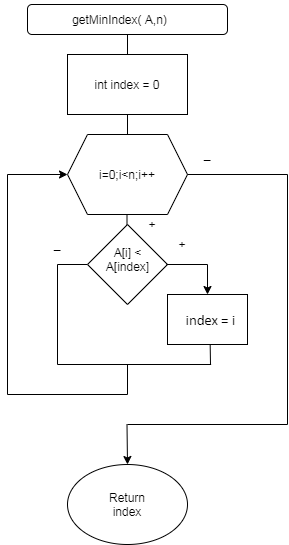 getMinIndex( A,n)
int index = 0
i=0;i<n;i++
–
+
A[i] <
A[index]
–
+
index = i
Return
index